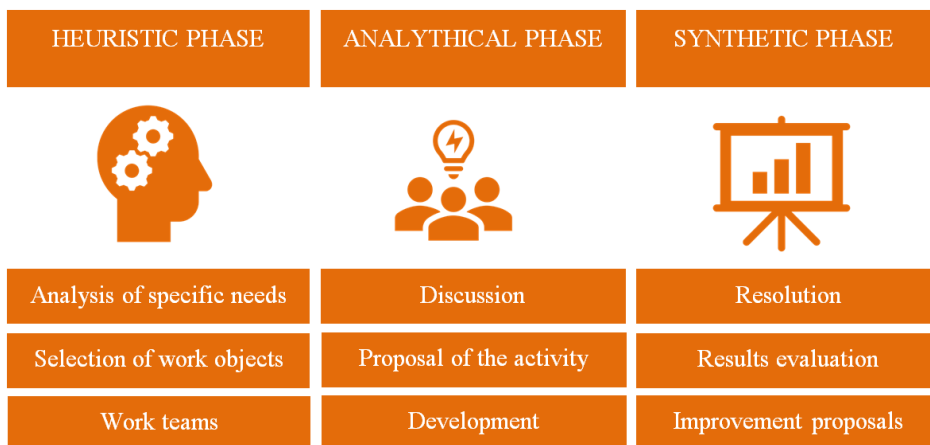 HEURISTIC PHASE
ANALYTHICAL PHASE
SYNTHETIC PHASE
Analysis of specific needs
Discussion
Resolution
Selection of work objects
Proposal of the activity
Results evaluation
Work teams
Development
Improvement proposals